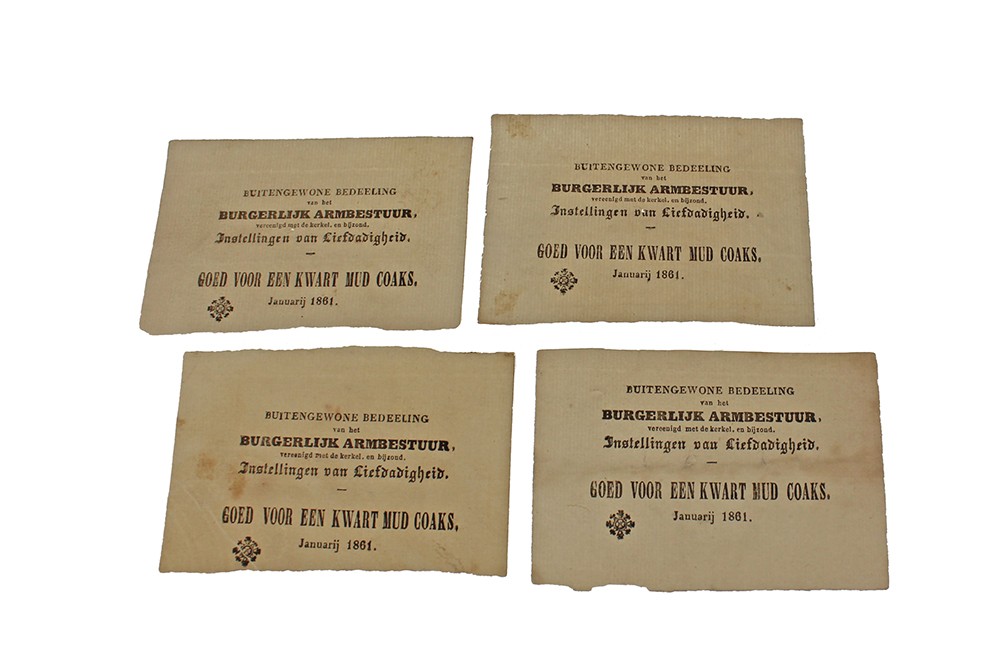 BUITENGEWONE BEDEELING
van het
BURGERLIJK ARMBESTUUR,
vereenigd met de kerkel. en bijzond.
Instellingen van Liefdadigheid.
—
GOED VOOR EEN KWART MUD COAKS.
Januarij 1861.
BUITENGEWONE BEDEELING
van het
BURGERLIJK ARMBESTUUR,
vereenigd met de kerkel. en bijzond.
Instellingen van Liefdadigheid.
—
GOED VOOR EEN KWART MUD COAKS.
Januarij 1861.
BUITENGEWONE BEDEELING
van het
BURGERLIJK ARMBESTUUR,
vereenigd met de kerkel. en bijzond.
Instellingen van Liefdadigheid.
—
GOED VOOR EEN KWART MUD COAKS.
Januarij 1861.
BUITENGEWONE BEDEELING
van het
BURGERLIJK ARMBESTUUR,
vereenigd met de kerkel. en bijzond.
Instellingen van Liefdadigheid.
—
GOED VOOR EEN KWART MUD COAKS.
Januarij 1861.